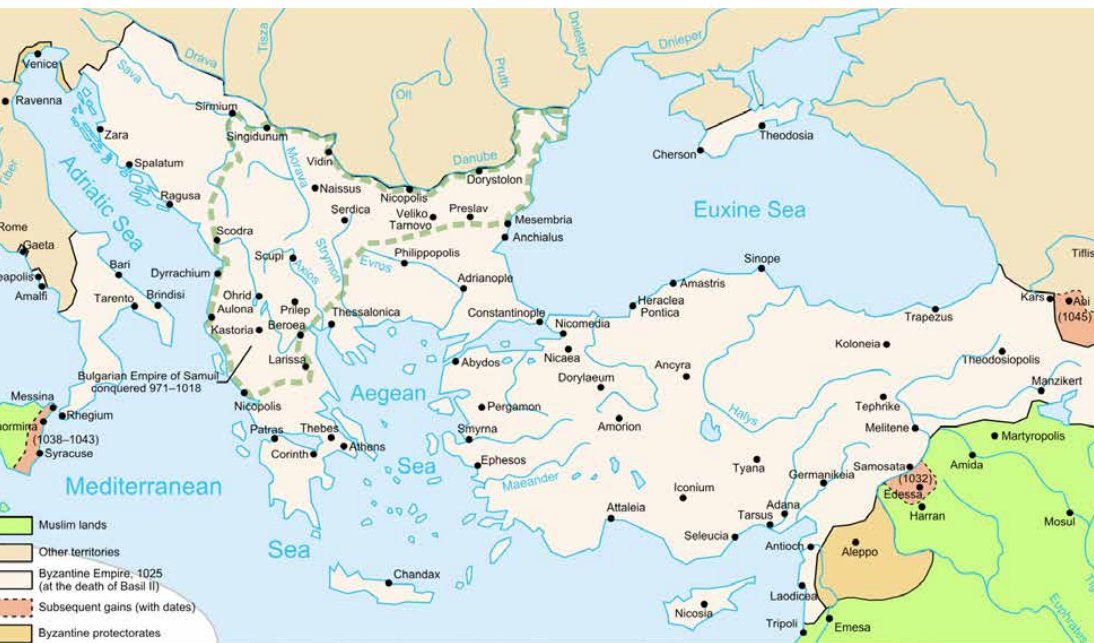 Venice
Ravenna
Tiber
Rome
Gaeta
Amalfi
Adriatic Sea
Zara
Spalatum
Ragusa
Bari
Tarento
Brindisi
Messina
(1038–1043)
Rhegium
Syracuse
Drava
Sava
Tisza
Sirmium
Singidunum
Morava
Vidin
Naissus
Serdica
Olt
Pruth
Dniester
Dnieper
Danube
Nicopolis
Dorystolon
Veliko
Tarnovo
Preslav
Mesembria
Anchialus
Scodra
Scupi
Axios
Strymon
Evros
Philippopolis
Adrianople
Dyrrachium
Ohrid
Prilep
Aulona
Kastoria
Beroea
Thessalonica
Larissa
Bulgarian Empire of Samuil
conquered 971–1018
Nicopolis
Patras
Thebes
Corinth
Athens
Aegean
Sea
Mediterranean
Sea
Chandax
Cherson
Theodosia
Euxine Sea
Constantinople
Nicomedia
Nicaea
Heraclea
Pontica
Amastris
Sinope
Trapezus
Tiflis
Kars
Ani
(1045)
Koloneia
Theodosiopolis
Manzikert
Abydos
Dorylaeum
Ancyra
Pergamon
Amorion
Halys
Tephrike
Melitene
Smyrna
Ephesos
Maeander
Iconium
Tyana
Germanikeia
Samosata
(1032)
Edessa
Harran
Martyropolis
Amida
Mosul
Attaleia
Seleucia
Tarsus
Adana
Antioch
Aleppo
Laodicea
Nicosia
Tripoli
Emesa
Euphrates
Muslim lands
Other territories
Byzantine Empire, 1025
(at the death of Basil II)
Subsequent gains (with dates)
Byzantine protectorates